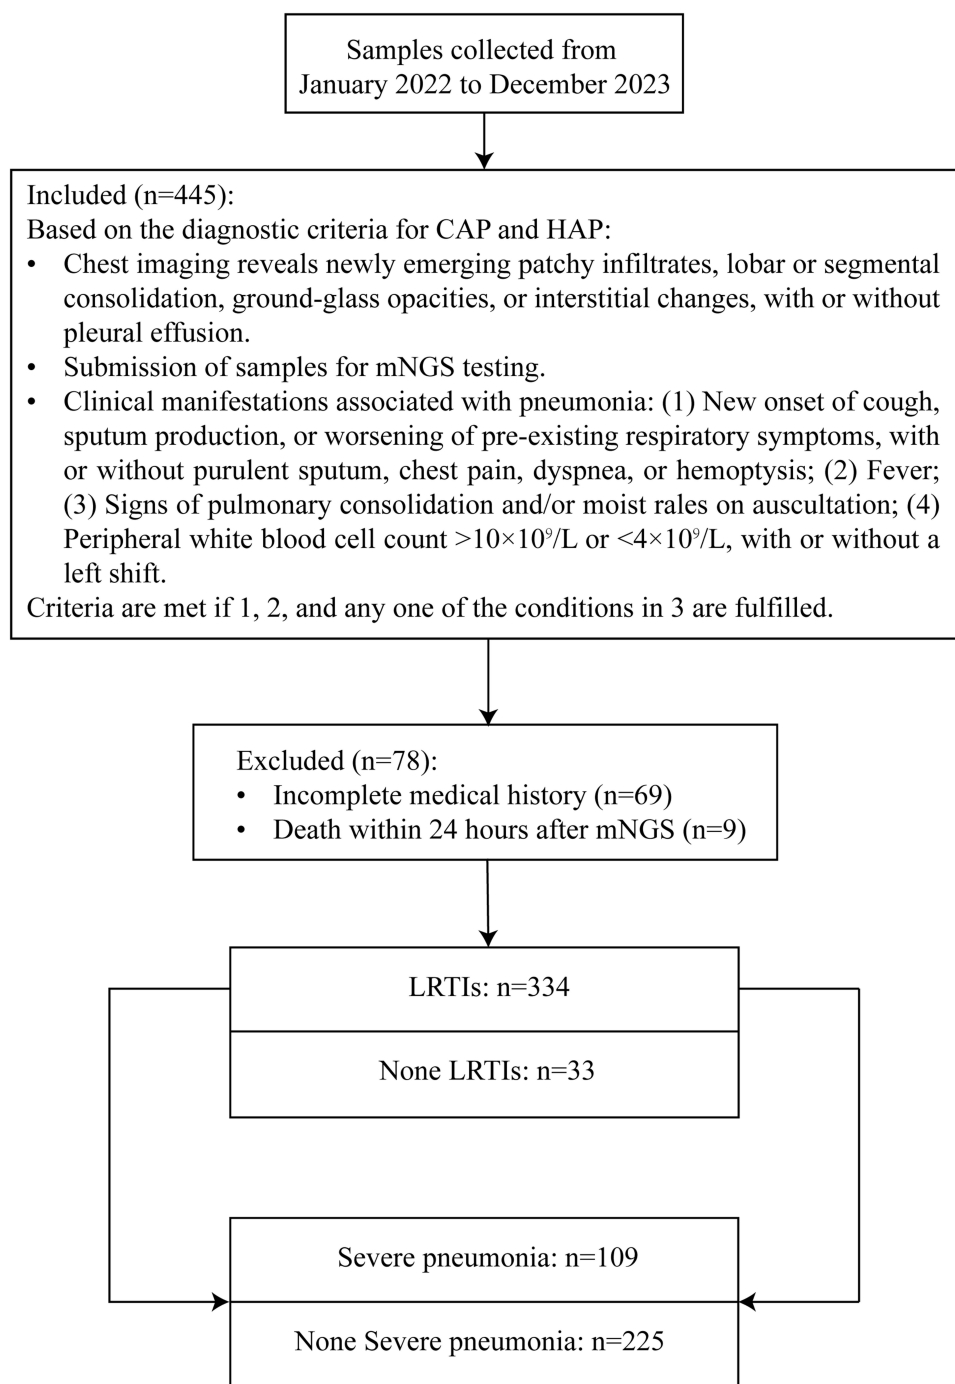 Samples collected from
January 2022 to December 2023
Included (n=445):
Based on the diagnostic criteria for CAP and HAP:
• Chest imaging reveals newly emerging patchy infiltrates, lobar or segmental
consolidation, ground-glass opacities, or interstitial changes, with or without
pleural effusion.
• Submission of samples for mNGS testing.
• Clinical manifestations associated with pneumonia: (1) New onset of cough,
sputum production, or worsening of pre-existing respiratory symptoms, with
or without purulent sputum, chest pain, dyspnea, or hemoptysis; (2) Fever;
(3) Signs of pulmonary consolidation and/or moist rales on auscultation; (4)
Peripheral white blood cell count >10×10⁹/L or <4×10⁹/L, with or without a
left shift.
Criteria are met if 1, 2, and any one of the conditions in 3 are fulfilled.
Excluded (n=78):
• Incomplete medical history (n=69)
• Death within 24 hours after mNGS (n=9)
LRTIs: n=334
None LRTIs: n=33
Severe pneumonia: n=109
None Severe pneumonia: n=225